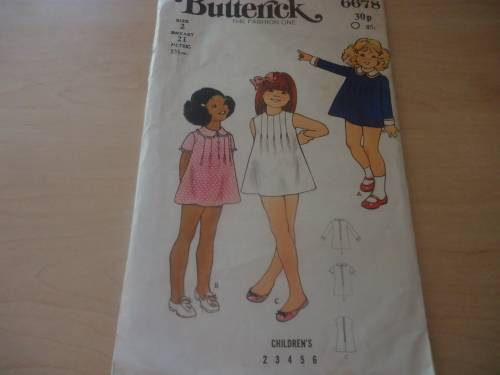 Butterick
THE FASHION ONE
6678
30p
SIZE
2
BREAST
21
A
B
C
CHILDREN'S
2 3 4 5 6